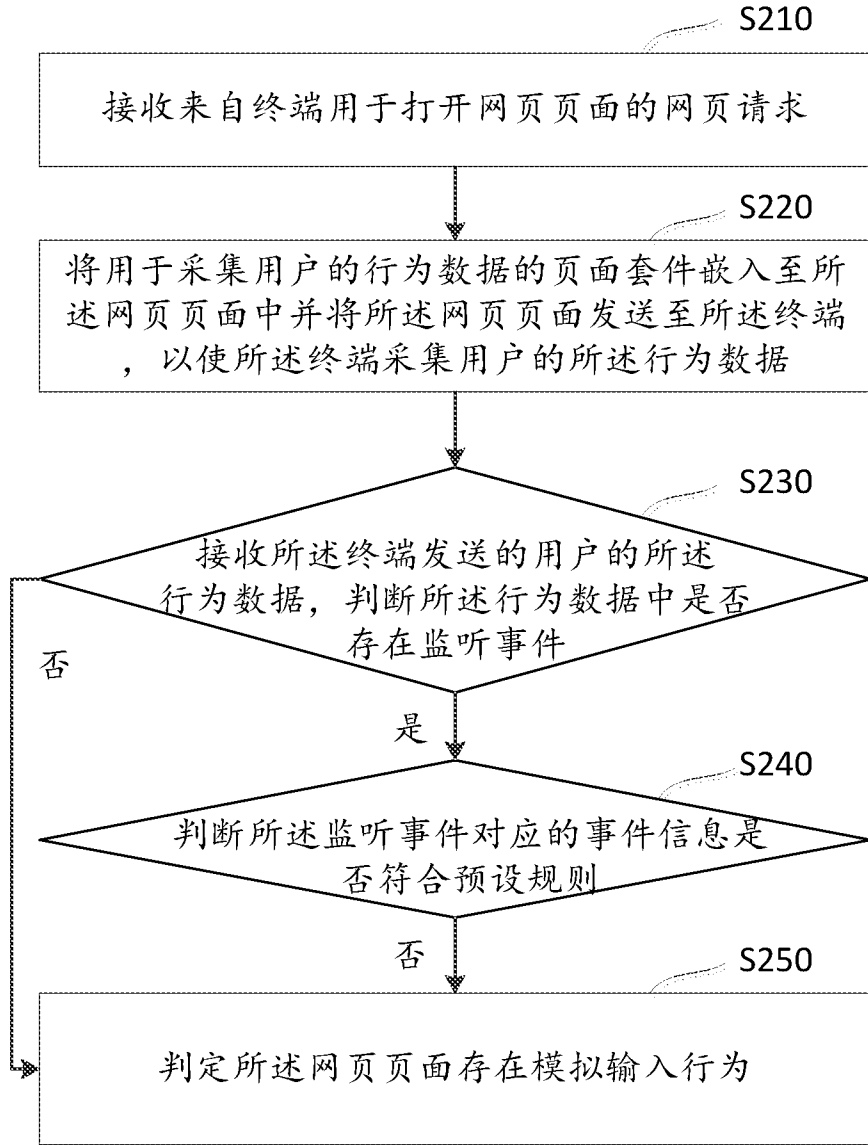 S210
接收来自终端用于打开网页页面的网页请求
S220
将用于采集用户的行为数据的页面套件嵌入至所
述网页页面中并将所述网页页面发送至所述终端
，以使所述终端采集用户的所述行为数据
S230
接收所述终端发送的用户的所述
行为数据，判断所述行为数据中是否
存在监听事件
否
是
S240
判断所述监听事件对应的事件信息是
否符合预设规则
否
S250
判定所述网页页面存在模拟输入行为